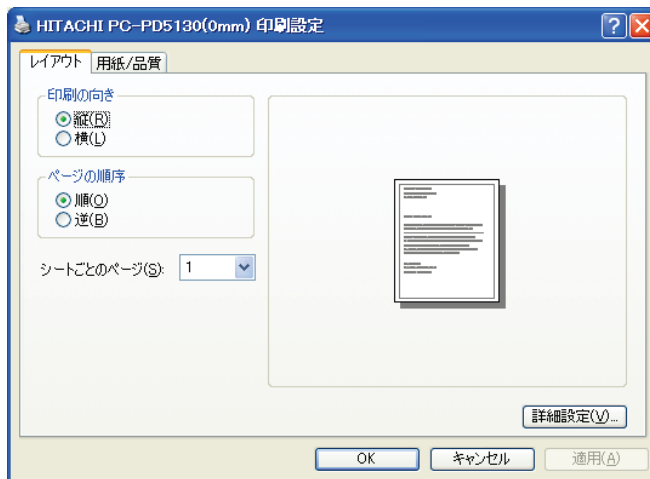 HITACHI PC-PD5130(0mm) 印刷設定
レイアウト 用紙/品質
印刷の向き
縦(R)
横(L)
ページの順序
順(O)
逆(B)
シートごとのページ(S): 1
詳細設定(V)...
OK キャンセル 適用(A)